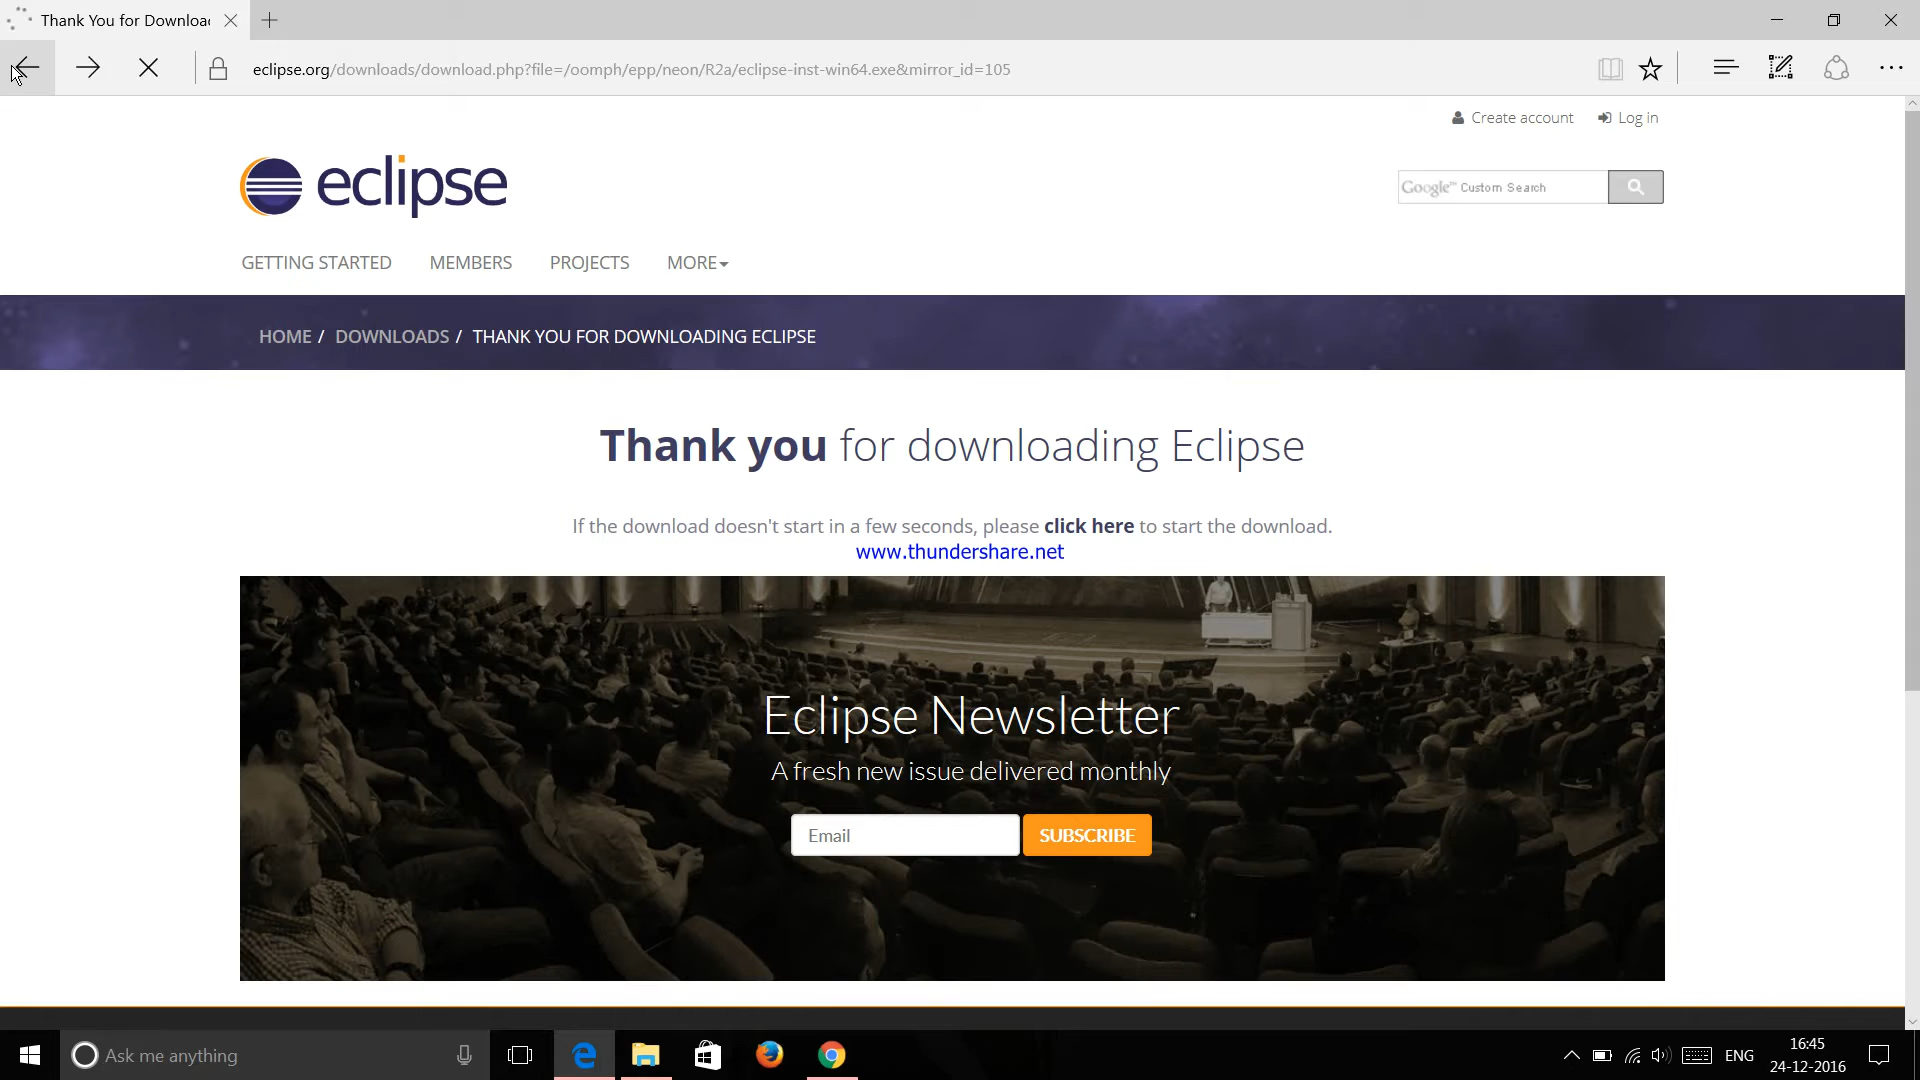 Thank You for Downloa
eclipse.org/downloads/download.php?file=/oomph/epp/neon/R2a/eclipse-inst-win64.exe&mirror_id=105
Create account
Log in
eclipse
Google™ Custom Search
GETTING STARTED
MEMBERS
PROJECTS
MORE
HOME / DOWNLOADS / THANK YOU FOR DOWNLOADING ECLIPSE
Thank you for downloading Eclipse
If the download doesn't start in a few seconds, please click here to start the download.
www.thundershare.net
Eclipse Newsletter
A fresh new issue delivered monthly
Email
SUBSCRIBE
Ask me anything
ENG
16:45
24-12-2016